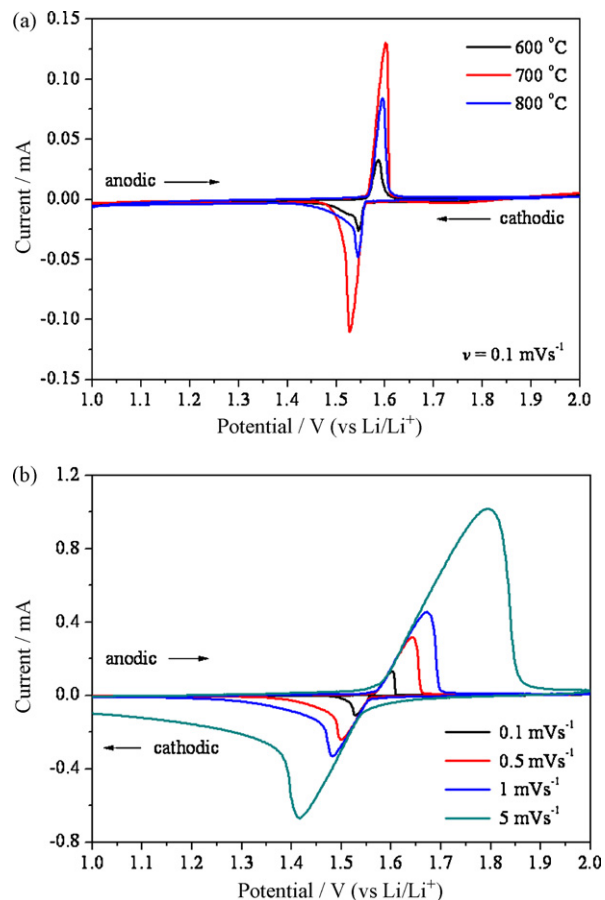 (a)
0.15
0.10
0.05
0.00
-0.05
-0.10
-0.15
Current / mA
600 °C
700 °C
800 °C
anodic
cathodic
ν = 0.1 mVs⁻¹
1.0 1.1 1.2 1.3 1.4 1.5 1.6 1.7 1.8 1.9 2.0
Potential / V (vs Li/Li⁺)
(b)
1.2
0.8
0.4
0.0
-0.4
-0.8
Current / mA
anodic
cathodic
0.1 mVs⁻¹
0.5 mVs⁻¹
1 mVs⁻¹
5 mVs⁻¹
1.0 1.1 1.2 1.3 1.4 1.5 1.6 1.7 1.8 1.9 2.0
Potential / V (vs Li/Li⁺)